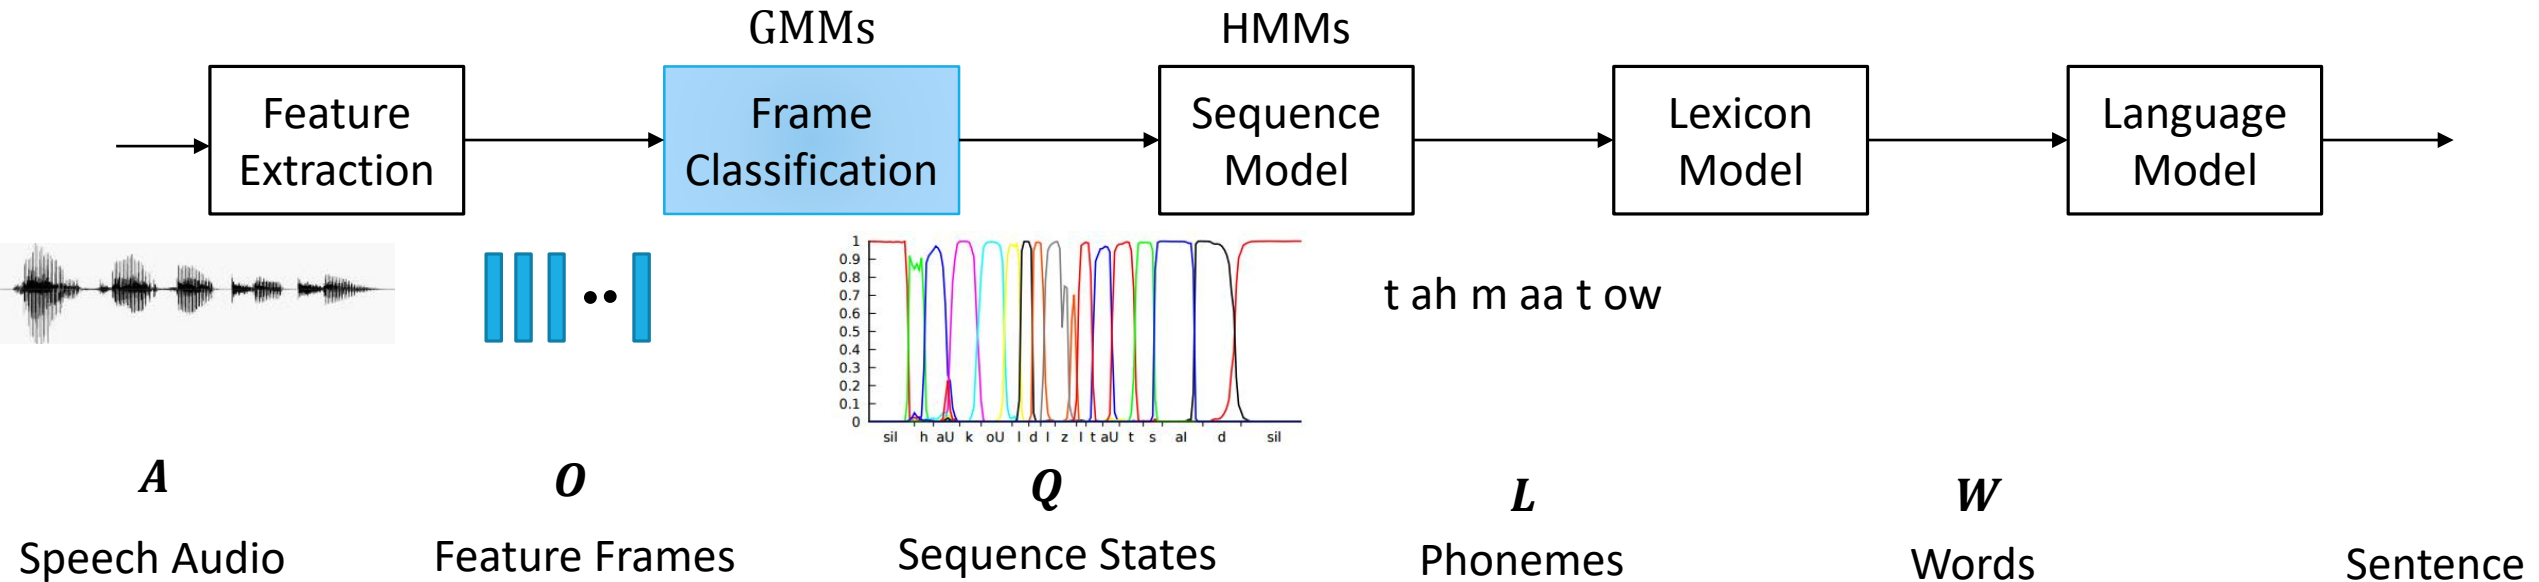 GMMs
HMMs
Feature
Extraction
Frame
Classification
Sequence
Model
Lexicon
Model
Language
Model
1
0.9
0.8
0.7
0.6
0.5
0.4
0.3
0.2
0.1
0
sil h aU k oU l d I z I t aU t s aI d sil
t ah m aa t ow
A
O
Q
L
W
Speech Audio
Feature Frames
Sequence States
Phonemes
Words
Sentence